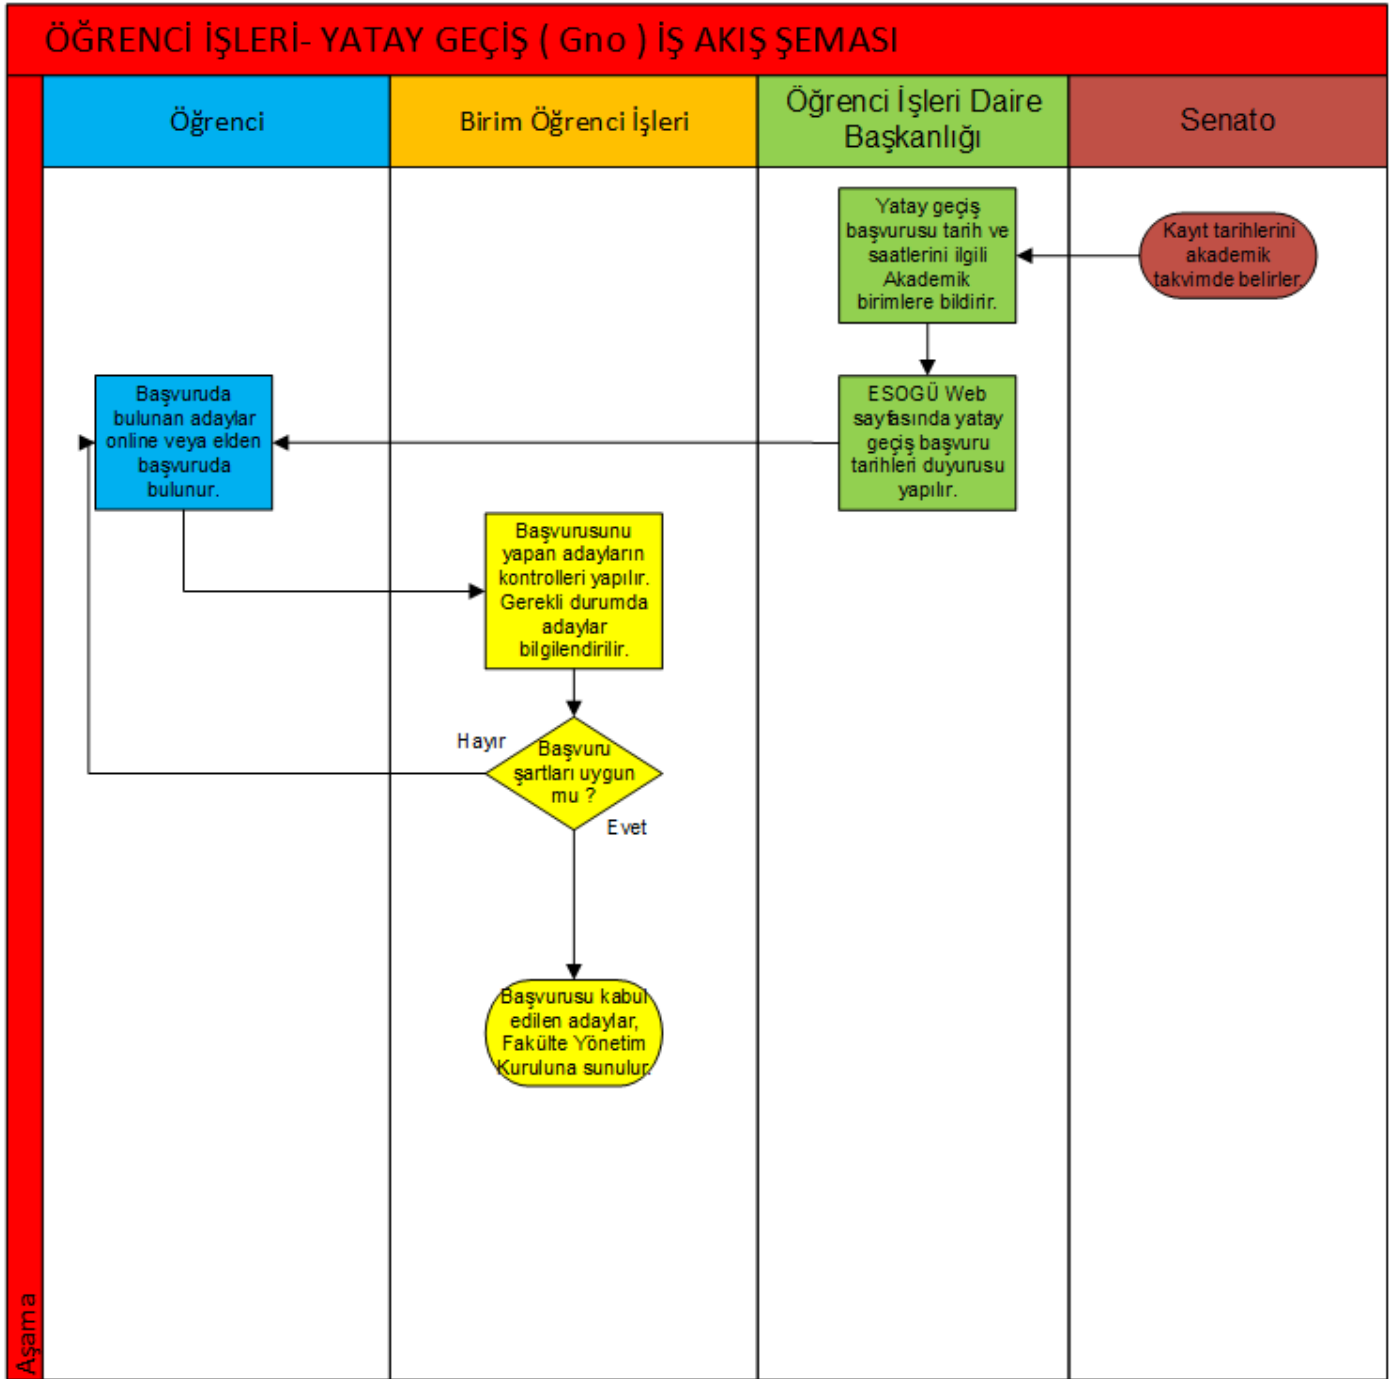 ÖĞRENCİ İŞLERİ- YATAY GEÇİŞ ( Gno ) İŞ AKIŞ ŞEMASI
Öğrenci
Birim Öğrenci İşleri
Öğrenci İşleri Daire
Başkanlığı
Senato
Kayıt tarihlerini
akademik
takvimde belirler.
Yatay geçiş
başvurusu tarih ve
saatlerini ilgili
Akademik
birimlere bildirir.
ESOGÜ Web
sayfasında yatay
geçiş başvuru
tarihleri duyurusu
yapılır.
Başvuruda
bulunan adaylar
online veya elden
başvuruda
bulunur.
Başvurusunu
yapan adayların
kontrolleri yapılır.
Gerekli durumda
adaylar
bilgilendirilir.
Hayır
Başvuru
şartları uygun
mu ?
Evet
Başvurusu kabul
edilen adaylar,
Fakülte Yönetim
Kuruluna sunulur.
Aşama